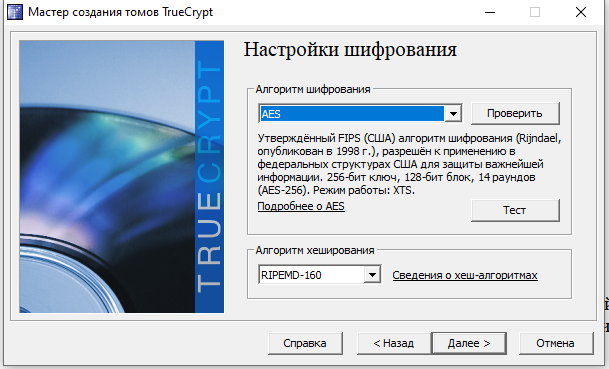 Мастер создания томов TrueCrypt
TRUECRYPT
Настройки шифрования
Алгоритм шифрования
AES
Проверить
Утверждённый FIPS (США) алгоритм шифрования (Rijndael,
опубликован в 1998 г.), разрешён к применению в
федеральных структурах США для защиты важнейшей
информации. 256-бит ключ, 128-бит блок, 14 раундов
(AES-256). Режим работы: XTS.
Подробнее о AES
Тест
Алгоритм хеширования
RIPEMD-160
Сведения о хеш-алгоритмах
Справка
< Назад
Далее >
Отмена